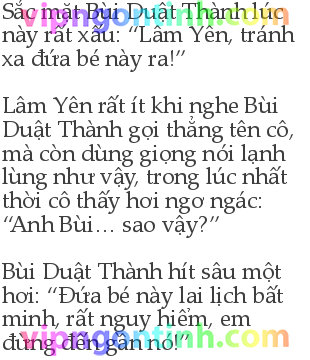 vipngontinh.com
Sắc mặt Bùi Duật Thành lúc
này rất xấu: “Lâm Yên, tránh
xa đứa bé này ra!”
Lâm Yên rất ít khi nghe Bùi
Duật Thành gọi thẳng tên cô,
mà còn dùng giọng nói lạnh
lùng như vậy, trong lúc nhất
thời cô thấy hơi ngơ ngác:
“Anh Bùi... sao vậy?”
Bùi Duật Thành hít sâu một
hơi: “Đứa bé này lai lịch bất
minh, rất nguy hiểm, em
đừng đến gần nó!”
vipngontinh.com